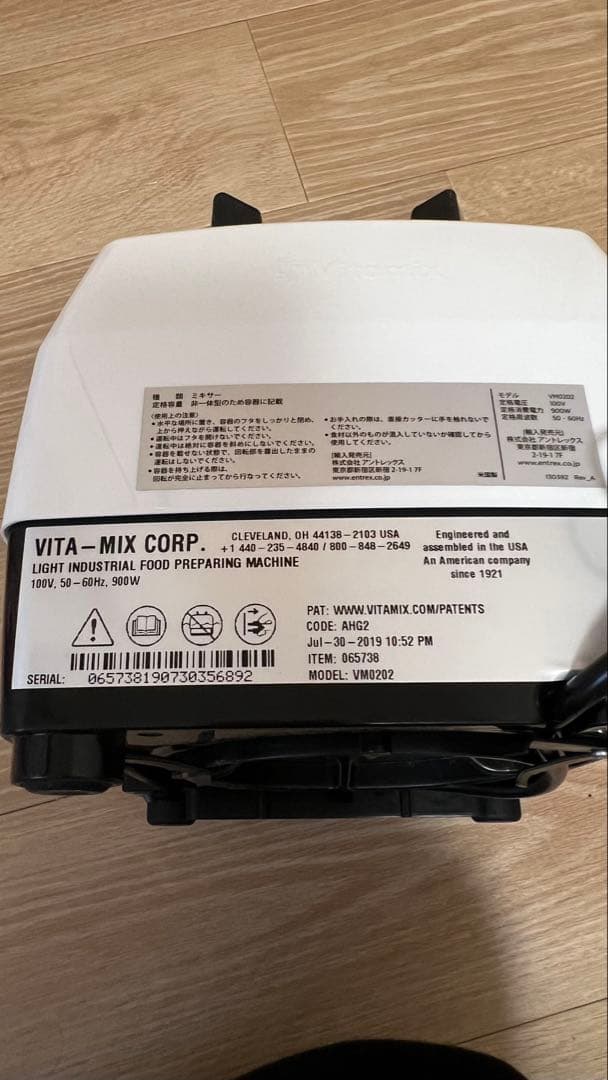 Vitamix
種　類　ミキサー
定格容量　非一体型のため容器に記載
〈使用上の注意〉
•水平な場所に置き、容器のフタをしっかりと閉め、
上から押えながら運転してください。
•運転中はフタを開けないでください。
•運転中は絶対に容器を斜めにしないでください。
•容器を載せない状態で、回転部を露出したままの
運転はしないでください。
•容器を持ち上げる際は、
回転が完全に止まってから行なってください。
•お手入れの際は、直接カッターに手を触れないで
ください。
•食材以外のものが混入していないか確認してから
使用してください。
[輸入発売元]
株式会社 アントレックス
東京都新宿区新宿 2-19-1 7F
www.entrex.co.jp
米国製
モデル　VM0202
定格電圧　100V
定格消費電力　900W
定格周波数　50 - 60Hz
[輸入発売元]
株式会社 アントレックス
東京都新宿区新宿
2-19-1 7F
www.entrex.co.jp
130392 Rev_A
VITA-MIX CORP.
CLEVELAND, OH 44138-2103 USA
+1 440-235-4840 / 800-848-2649
LIGHT INDUSTRIAL FOOD PREPARING MACHINE
100V, 50-60Hz, 900W
Engineered and
assembled in the USA
An American company
since 1921
PAT: WWW.VITAMIX.COM/PATENTS
CODE: AHG2
Jul-30-2019 10:52 PM
ITEM: 065738
MODEL: VM0202
SERIAL: 065738190730356892